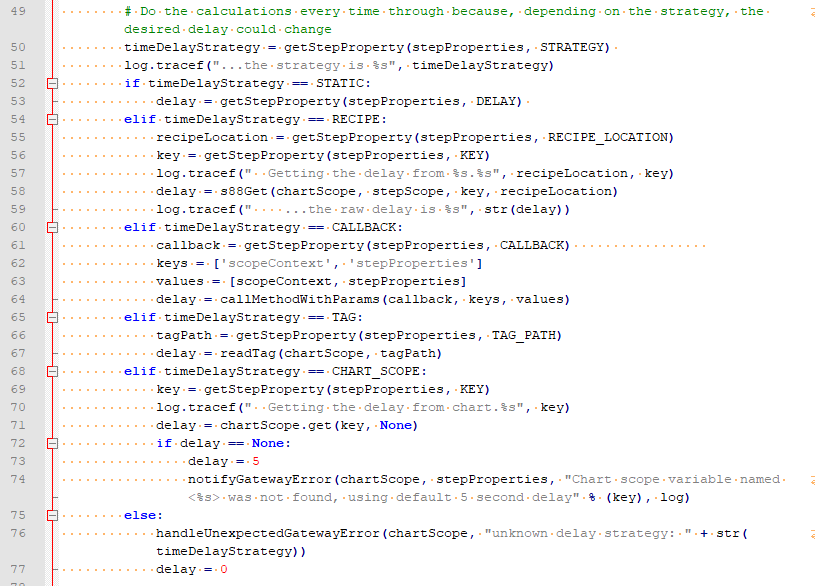 49 # Do the calculations every time through because, depending on the strategy, the
desired delay could change
50 timeDelayStrategy = getStepProperty(stepProperties, STRATEGY)
51 log.tracef("...the strategy is %s", timeDelayStrategy)
52 if timeDelayStrategy == STATIC:
53 delay = getStepProperty(stepProperties, DELAY)
54 elif timeDelayStrategy == RECIPE:
55 recipeLocation = getStepProperty(stepProperties, RECIPE_LOCATION)
56 key = getStepProperty(stepProperties, KEY)
57 log.tracef("  Getting the delay from %s.%s", recipeLocation, key)
58 delay = s88Get(chartScope, stepScope, key, recipeLocation)
59 log.tracef("    ...the raw delay is %s", str(delay))
60 elif timeDelayStrategy == CALLBACK:
61 callback = getStepProperty(stepProperties, CALLBACK)
62 keys = ['scopeContext', 'stepProperties']
63 values = [scopeContext, stepProperties]
64 delay = callMethodWithParams(callback, keys, values)
65 elif timeDelayStrategy == TAG:
66 tagPath = getStepProperty(stepProperties, TAG_PATH)
67 delay = readTag(chartScope, tagPath)
68 elif timeDelayStrategy == CHART_SCOPE:
69 key = getStepProperty(stepProperties, KEY)
70 log.tracef("  Getting the delay from chart.%s", key)
71 delay = chartScope.get(key, None)
72 if delay == None:
73 delay = 5
74 notifyGatewayError(chartScope, stepProperties, "Chart scope variable named
<%s> was not found, using default 5 second delay" % (key), log)
75 else:
76 handleUnexpectedGatewayError(chartScope, "unknown delay strategy: " + str(
timeDelayStrategy))
77 delay = 0